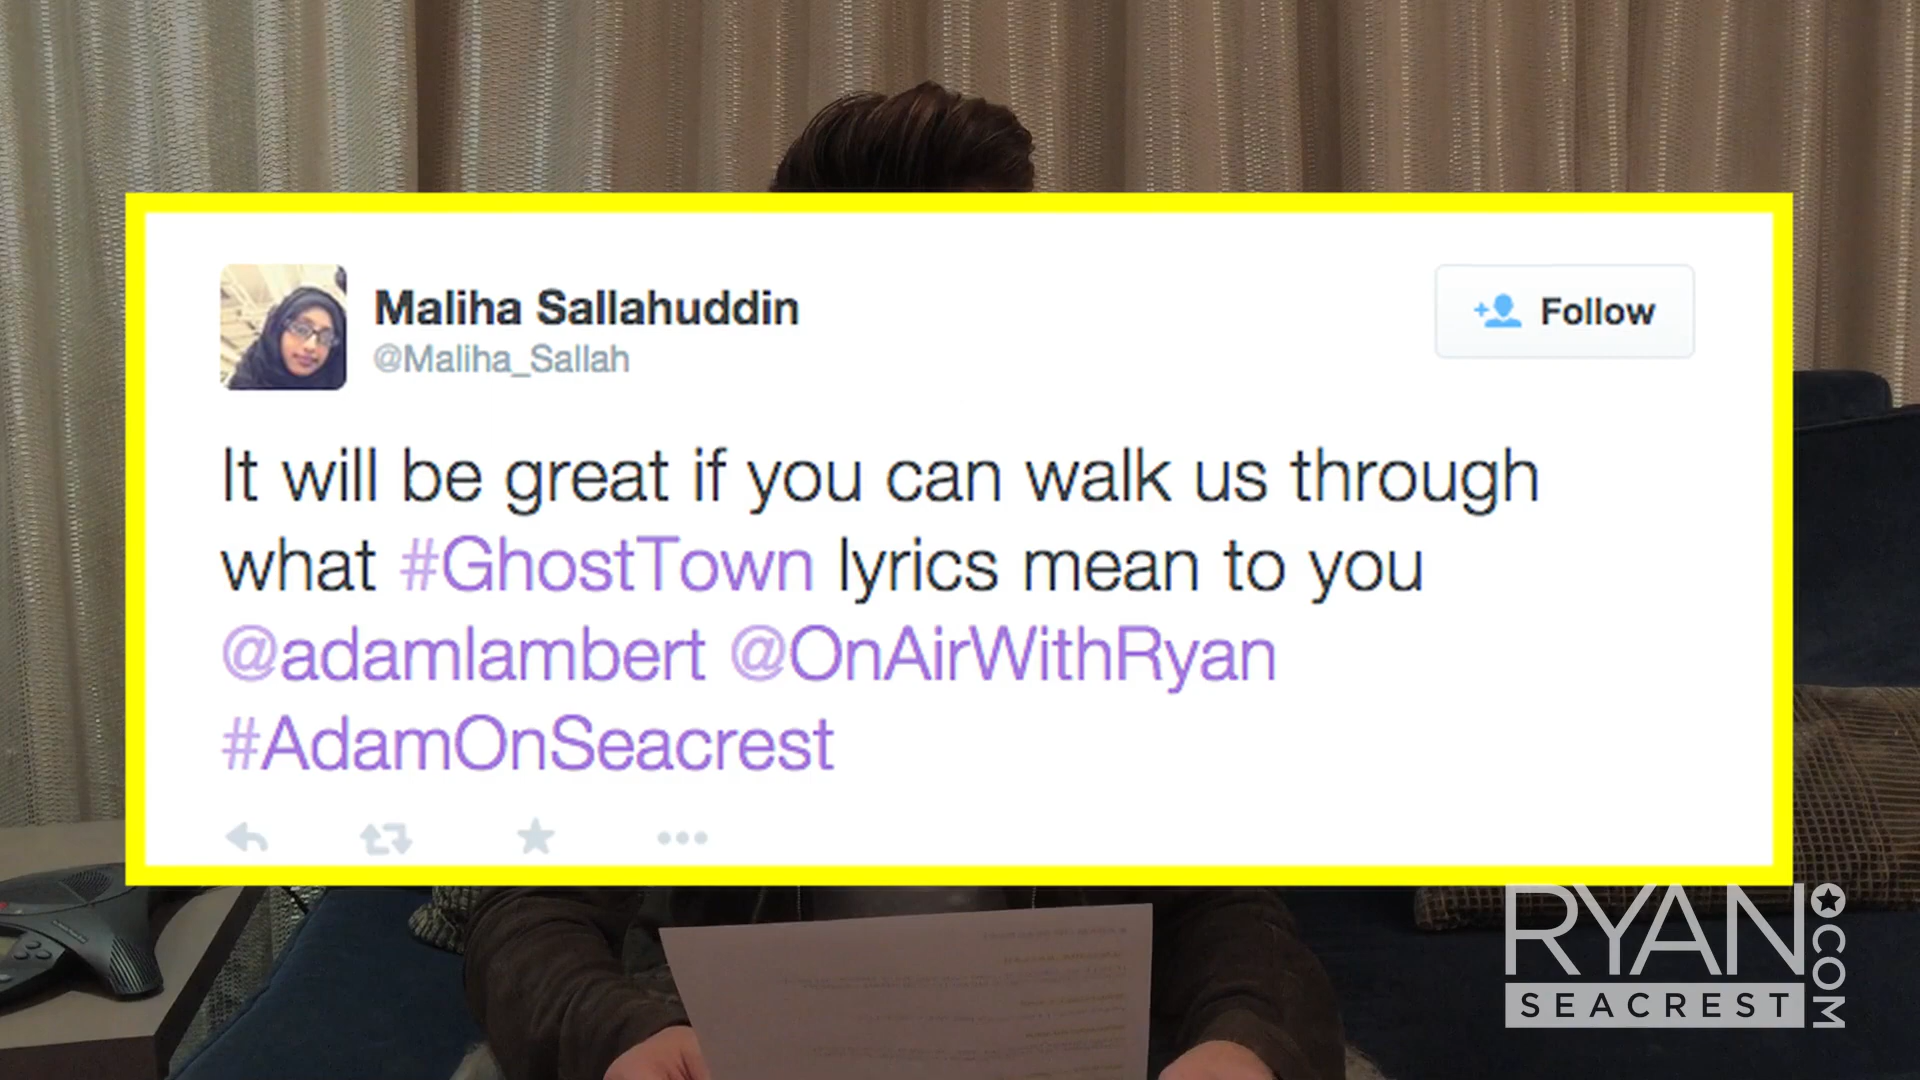 Maliha Sallahuddin
@Maliha_Sallah
Follow
It will be great if you can walk us through
what #GhostTown lyrics mean to you
@adamlambert @OnAirWithRyan
#AdamOnSeacrest
RYAN
SEACREST
.COM